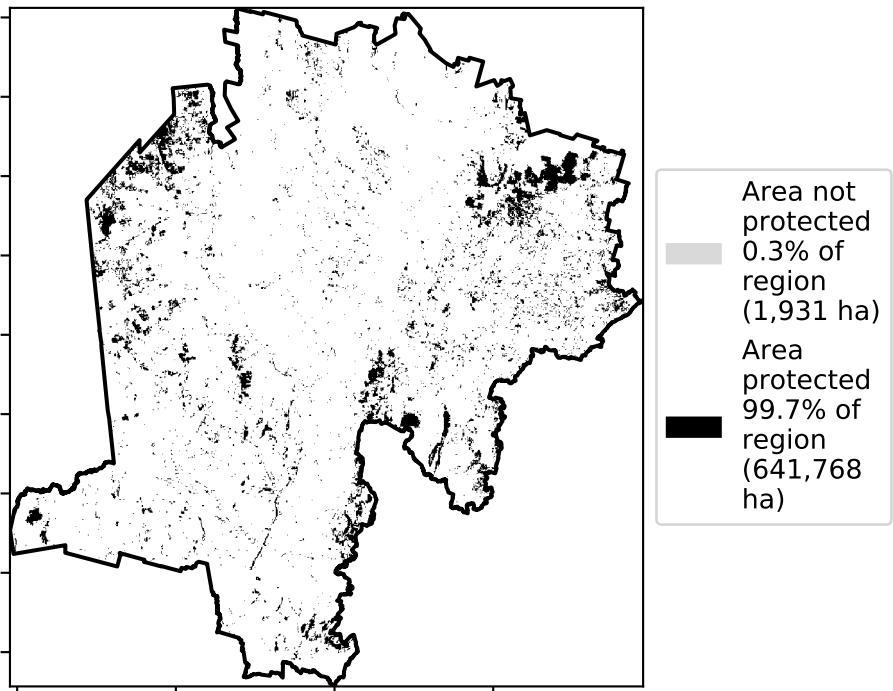 Area not
protected
0.3% of
region
(1,931 ha)
Area
protected
99.7% of
region
(641,768
ha)